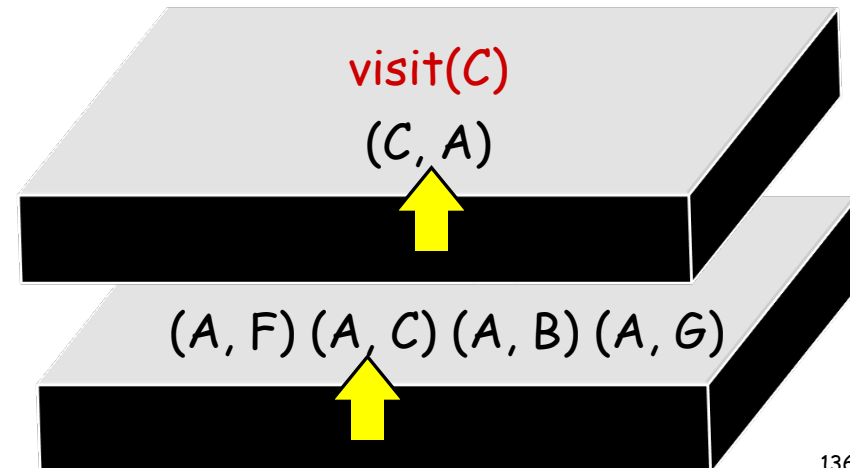 visit(C)
(C, A)
(A, F) (A, C) (A, B) (A, G)
136